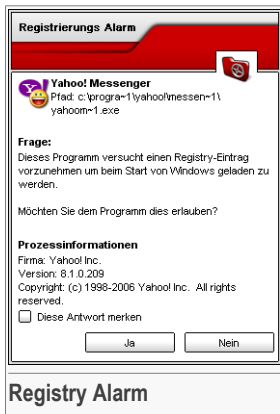 Registrierungs Alarm
Yahoo! Messenger
Pfad: c:\progra~1\yahoo!\messen~1\
yahoom~1.exe
Frage:
Dieses Programm versucht einen Registry-Eintrag
vorzunehmen um beim Start von Windows geladen zu
werden.
Möchten Sie dem Programm dies erlauben?
Prozessinformationen
Firma: Yahoo! Inc.
Version: 8.1.0.209
Copyright: (c) 1998-2006 Yahoo! Inc. All rights
reserved.
Diese Antwort merken
Ja Nein
Registry Alarm